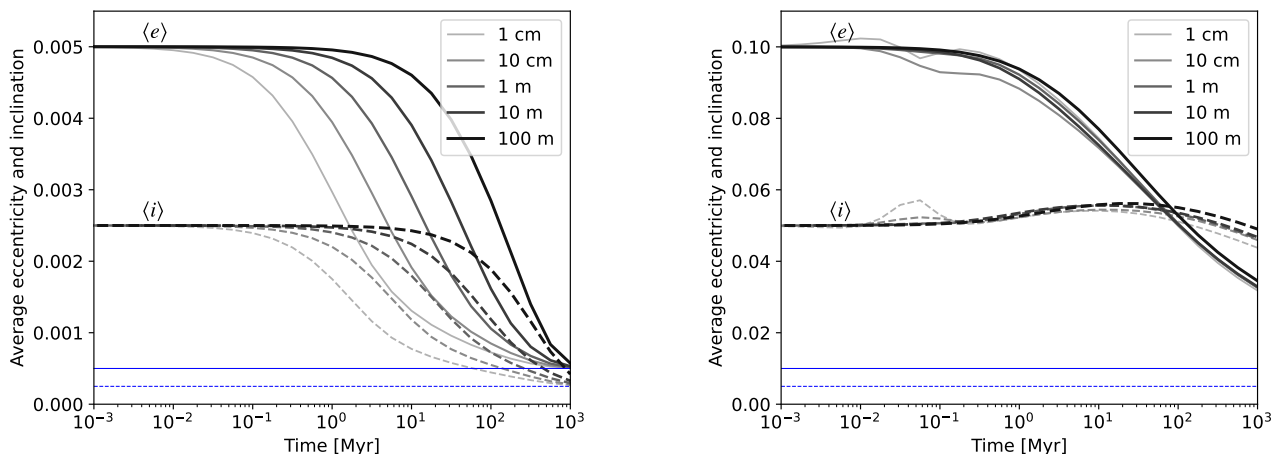 ⟨e⟩
⟨i⟩
1 cm
10 cm
1 m
10 m
100 m
0.005
0.004
0.003
0.002
0.001
0.000
Average eccentricity and inclination
10⁻³ 10⁻² 10⁻¹ 10⁰ 10¹ 10² 10³
Time [Myr]
⟨e⟩
⟨i⟩
1 cm
10 cm
1 m
10 m
100 m
0.10
0.08
0.06
0.04
0.02
0.00
Average eccentricity and inclination
10⁻³ 10⁻² 10⁻¹ 10⁰ 10¹ 10² 10³
Time [Myr]